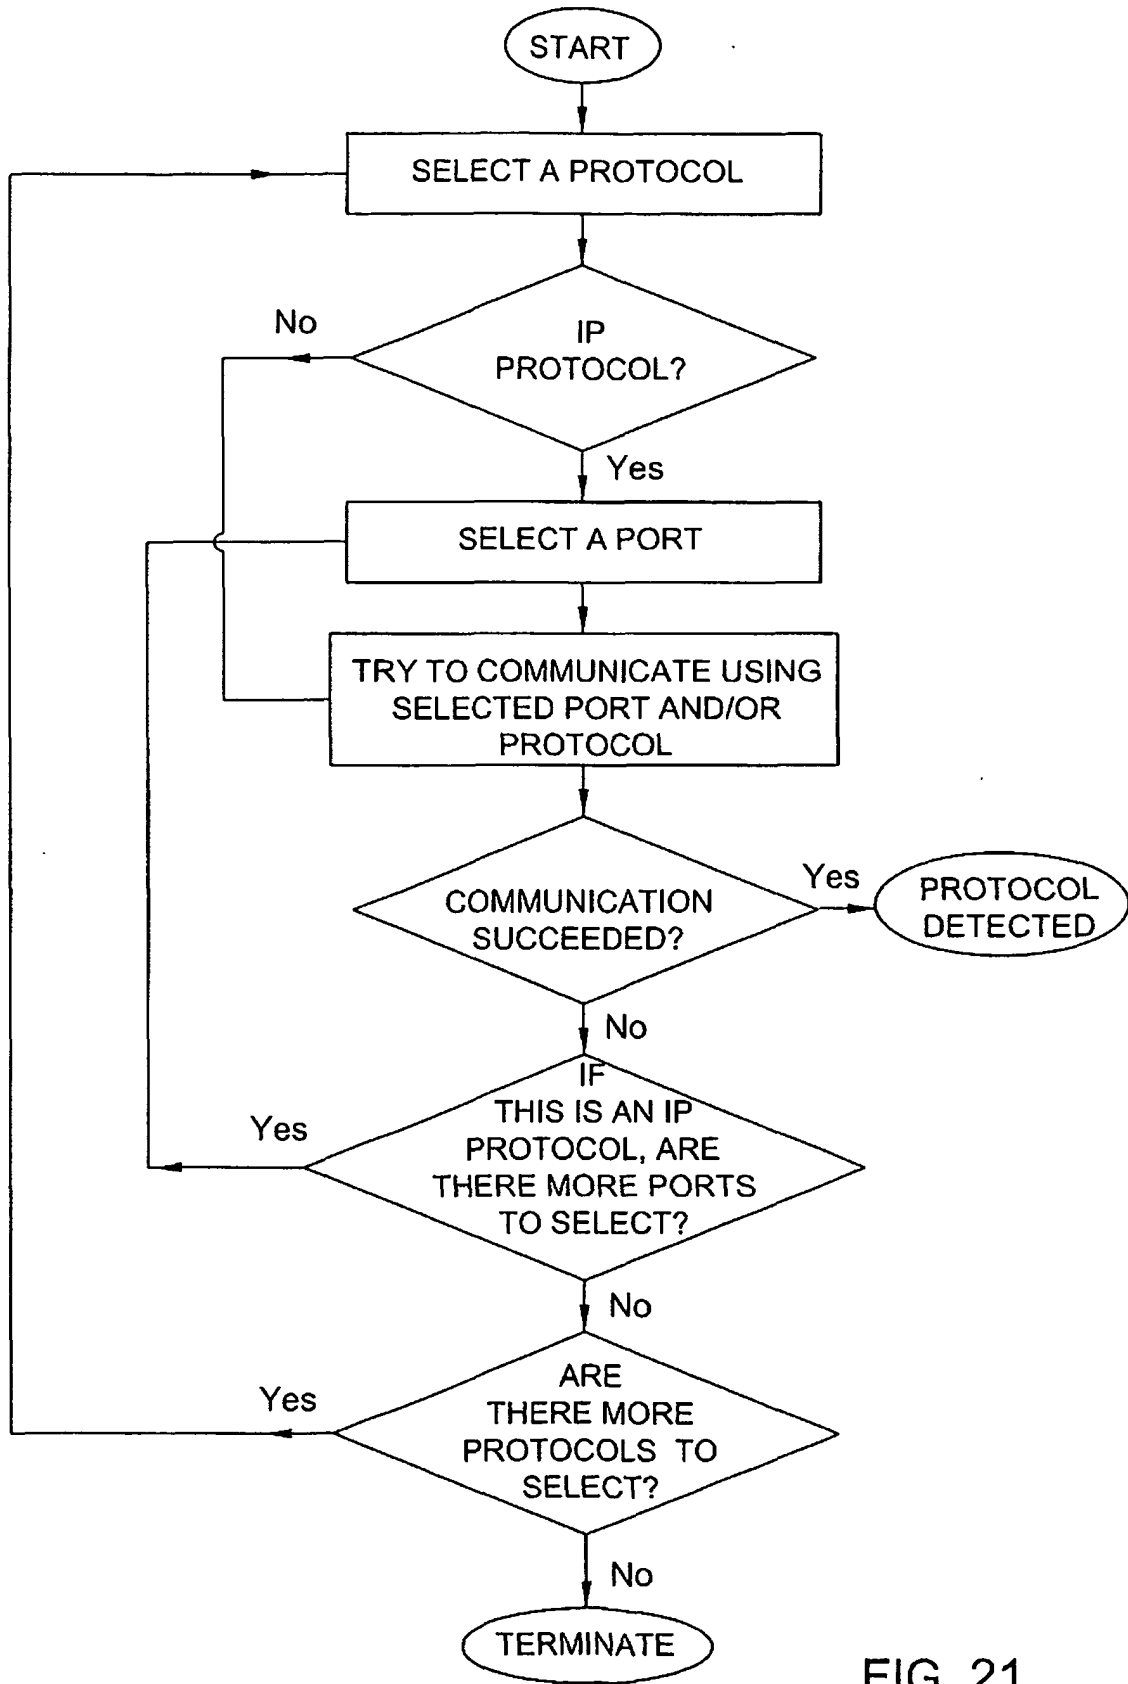 START
SELECT A PROTOCOL
No
IP
PROTOCOL?
Yes
SELECT A PORT
TRY TO COMMUNICATE USING
SELECTED PORT AND/OR
PROTOCOL
COMMUNICATION
SUCCEEDED?
Yes
PROTOCOL
DETECTED
No
IF
THIS IS AN IP
PROTOCOL, ARE
THERE MORE PORTS
TO SELECT?
Yes
No
ARE
THERE MORE
PROTOCOLS TO
SELECT?
Yes
No
TERMINATE
FIG. 21